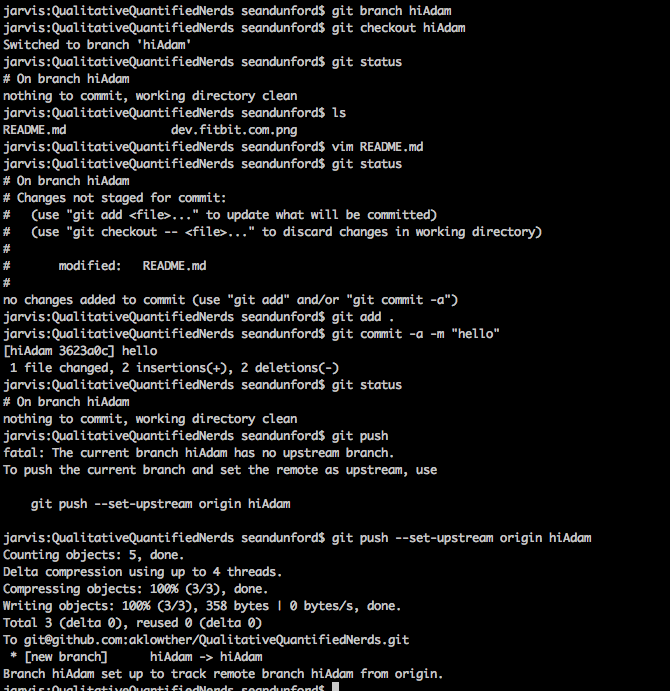 jarvis:QualitativeQuantifiedNerds seandunford$ git branch hiAdam
jarvis:QualitativeQuantifiedNerds seandunford$ git checkout hiAdam
Switched to branch 'hiAdam'
jarvis:QualitativeQuantifiedNerds seandunford$ git status
# On branch hiAdam
nothing to commit, working directory clean
jarvis:QualitativeQuantifiedNerds seandunford$ ls
README.md               dev.fitbit.com.png
jarvis:QualitativeQuantifiedNerds seandunford$ vim README.md
jarvis:QualitativeQuantifiedNerds seandunford$ git status
# On branch hiAdam
# Changes not staged for commit:
#   (use "git add <file>..." to update what will be committed)
#   (use "git checkout -- <file>..." to discard changes in working directory)
#
#       modified:   README.md
#
no changes added to commit (use "git add" and/or "git commit -a")
jarvis:QualitativeQuantifiedNerds seandunford$ git add .
jarvis:QualitativeQuantifiedNerds seandunford$ git commit -a -m "hello"
[hiAdam 3623a0c] hello
 1 file changed, 2 insertions(+), 2 deletions(-)
jarvis:QualitativeQuantifiedNerds seandunford$ git status
# On branch hiAdam
nothing to commit, working directory clean
jarvis:QualitativeQuantifiedNerds seandunford$ git push
fatal: The current branch hiAdam has no upstream branch.
To push the current branch and set the remote as upstream, use

    git push --set-upstream origin hiAdam

jarvis:QualitativeQuantifiedNerds seandunford$ git push --set-upstream origin hiAdam
Counting objects: 5, done.
Delta compression using up to 4 threads.
Compressing objects: 100% (3/3), done.
Writing objects: 100% (3/3), 358 bytes | 0 bytes/s, done.
Total 3 (delta 0), reused 0 (delta 0)
To git@github.com:aklowther/QualitativeQuantifiedNerds.git
 * [new branch]      hiAdam -> hiAdam
Branch hiAdam set up to track remote branch hiAdam from origin.
jarvis:QualitativeQuantifiedNerds seandunford$